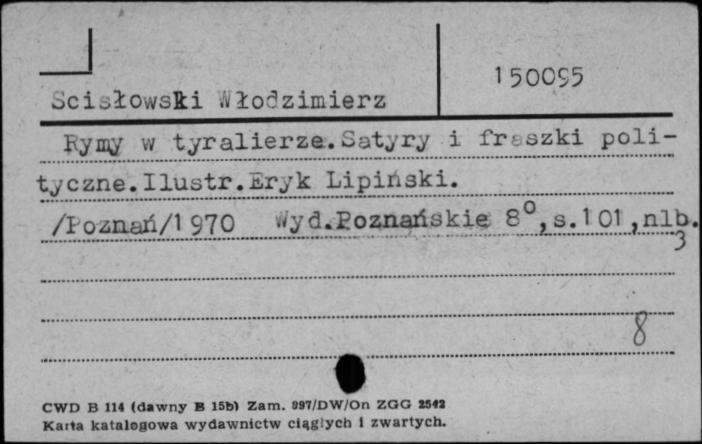 150095
Scisłowski Włodzimierz
Rymy w tyralierze.Satyry i fraszki poli-
tyczne.Ilustr.Eryk Lipiński.
/Poznań/1970 Wyd.Poznańskie 8°,s.101,nlb.
3
8
CWD B 114 (dawny B 15b) Zam. 997/DW/On ZGG 2542
Karta katalogowa wydawnictw ciągłych i zwartych.